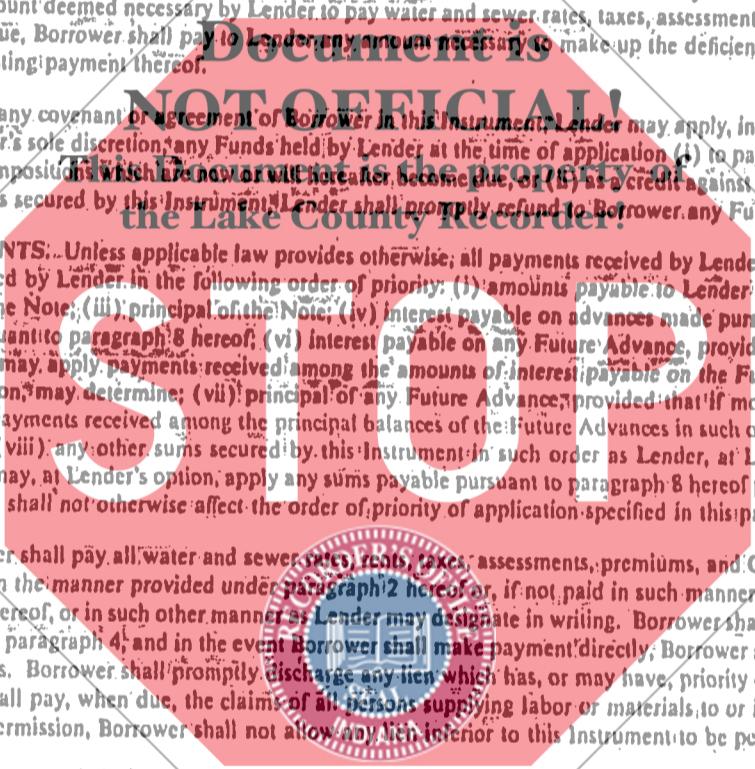 ount deemed necessary by Lender to pay water and sewer rates, taxes, assessment
ue, Borrower shall pay to Lender any amount necessary to make up the deficien
Document is
ting payment thereof.
NOT OFFICIAL!
any covenant or agreement of Borrower in this Instrument, Lender may apply, in
r's sole discretion, any Funds held by Lender at the time of application (i) to pa
This Document is the property of
mpositions which are now or will hereafter become due, or (ii) as a credit against
s secured by this Instrument. Lender shall promptly refund to Borrower any Fu
the Lake County Recorder!
NTS. Unless applicable law provides otherwise, all payments received by Lende
ed by Lender in the following order of priority: (i) amounts payable to Lender
e Note; (iii) principal of the Note; (iv) interest payable on advances made pur
uant to paragraph 8 hereof; (vi) interest payable on any Future Advance, provid
may apply payments received among the amounts of interest payable on the Fu
on, may determine; (vii) principal of any Future Advance, provided that if mo
ayments received among the principal balances of the Future Advances in such o
(viii) any other sums secured by this Instrument in such order as Lender, at L
may, at Lender's option, apply any sums payable pursuant to paragraph 8 hereof
shall not otherwise affect the order of priority of application specified in this p
STOP
er shall pay all water and sewer rates, rents, taxes, assessments, premiums, and
n the manner provided under paragraph 2 hereof or, if not paid in such manner
ereof, or in such other manner as Lender may designate in writing. Borrower sha
paragraph 4, and in the event Borrower shall make payment directly, Borrower
s. Borrower shall promptly discharge any lien which has, or may have, priority
all pay, when due, the claims of all persons supplying labor or materials to or
ermission, Borrower shall not allow any lien inferior to this Instrument to be pe
RECORDER'S OFFICE
SEAL
INDIANA